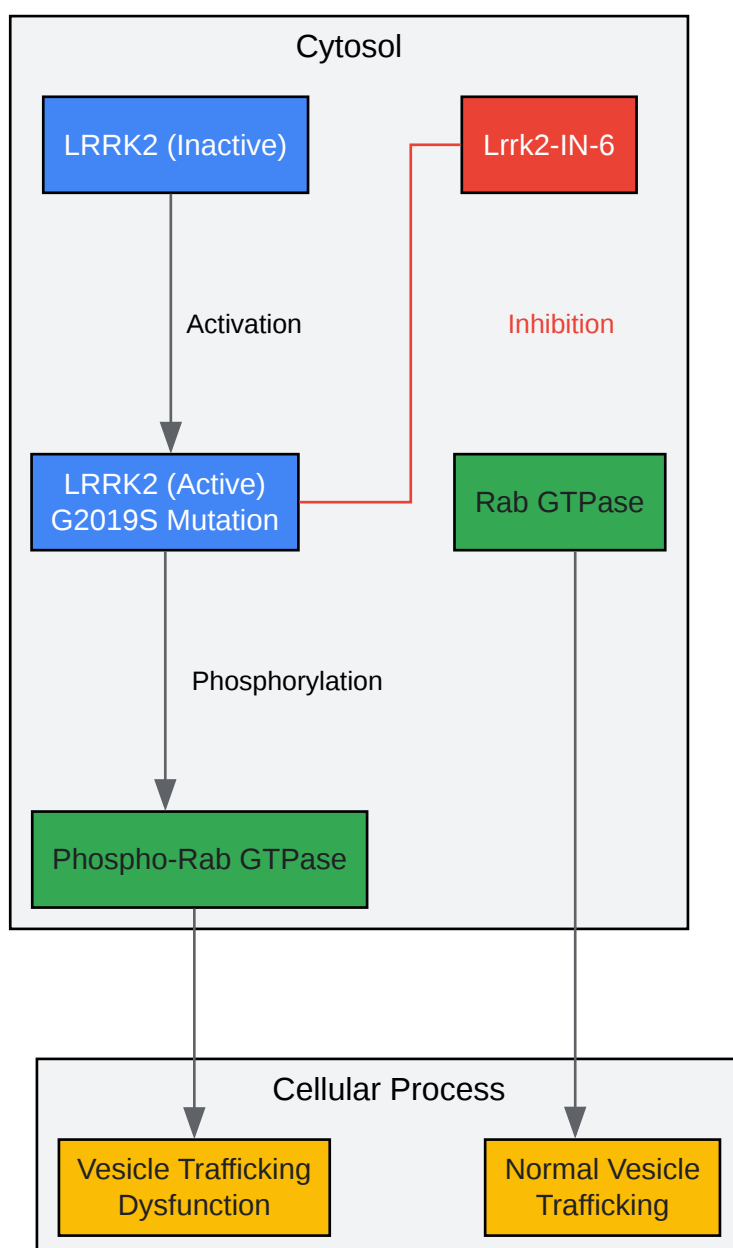 Cytosol
LRRK2 (Inactive)
Lrrk2-IN-6
Activation
Inhibition
LRRK2 (Active)
G2019S Mutation
Rab GTPase
Phosphorylation
Phospho-Rab GTPase
Cellular Process
Vesicle Trafficking
Dysfunction
Normal Vesicle
Trafficking